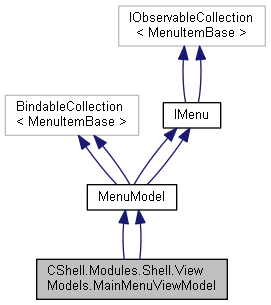 IObservableCollection
< MenuItemBase >
BindableCollection
< MenuItemBase >
IMenu
MenuModel
CShell.Modules.Shell.View
Models.MainMenuViewModel